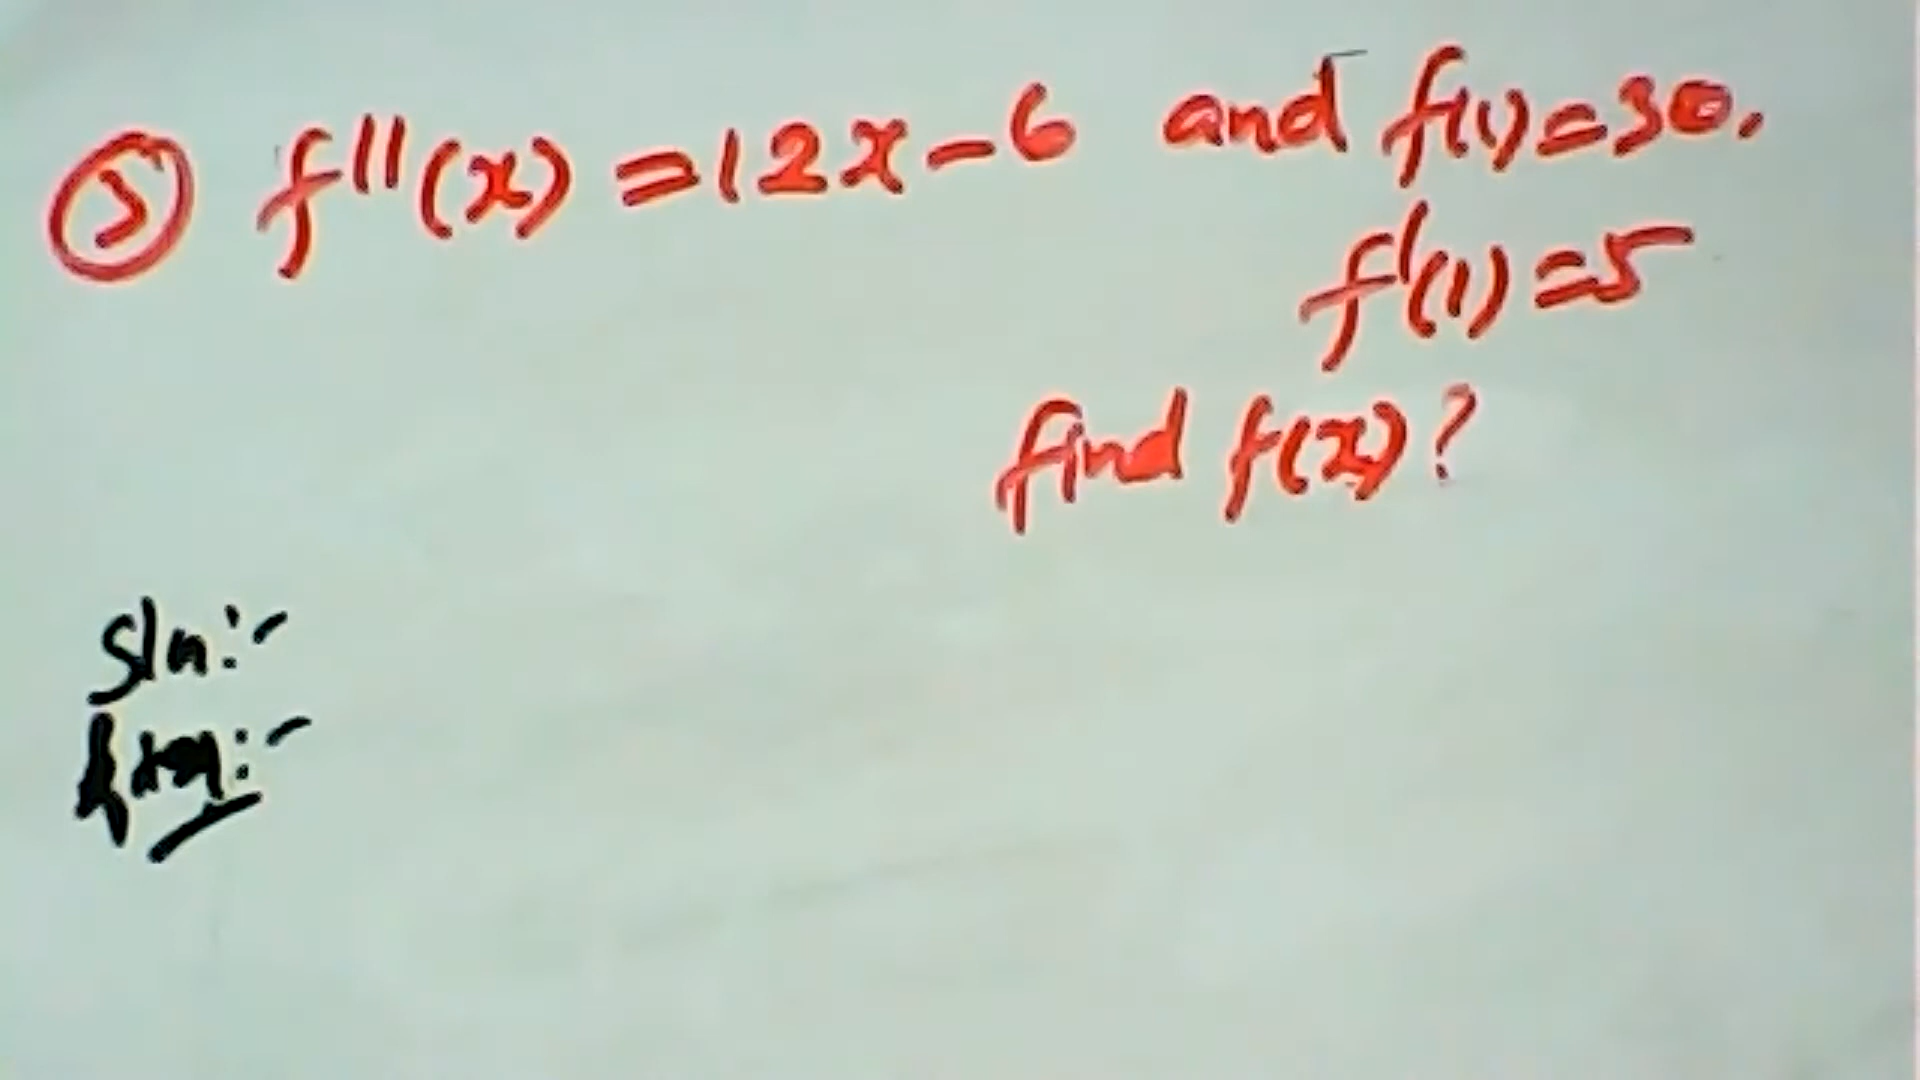 5 f''(x) = 12x - 6 and f(1) = 30,
f'(1) = 5
find f(x)?
Sln:-